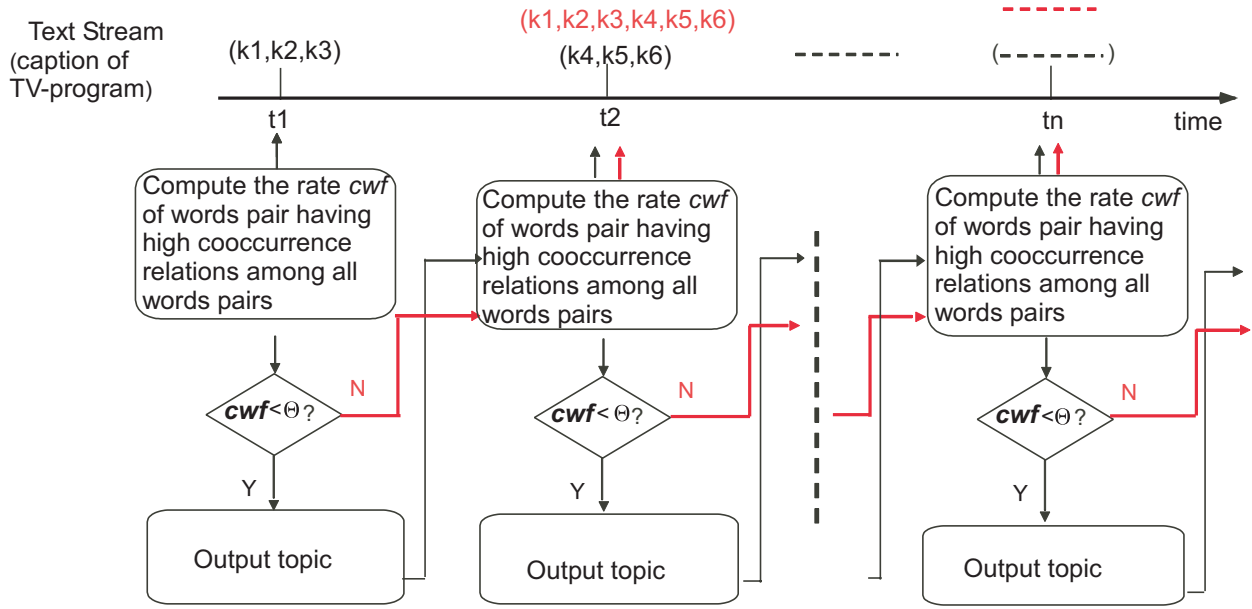 Text Stream
(caption of
TV-program)
(k1,k2,k3)
(k1,k2,k3,k4,k5,k6)
(k4,k5,k6)
( )
t1
t2
tn
time
Compute the rate cwf
of words pair having
high cooccurrence
relations among all
words pairs
Compute the rate cwf
of words pair having
high cooccurrence
relations among all
words pairs
Compute the rate cwf
of words pair having
high cooccurrence
relations among all
words pairs
cwf<Θ?
N
cwf<Θ?
N
cwf<Θ?
N
Y
Y
Y
Output topic
Output topic
Output topic